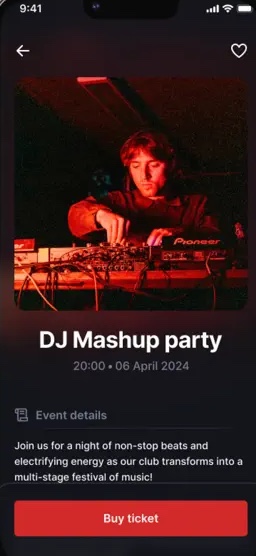 9:41
Pioneer
DJ Mashup party
20:00 • 06 April 2024
Event details
Join us for a night of non-stop beats and
electrifying energy as our club transforms into a
multi-stage festival of music!
Buy ticket